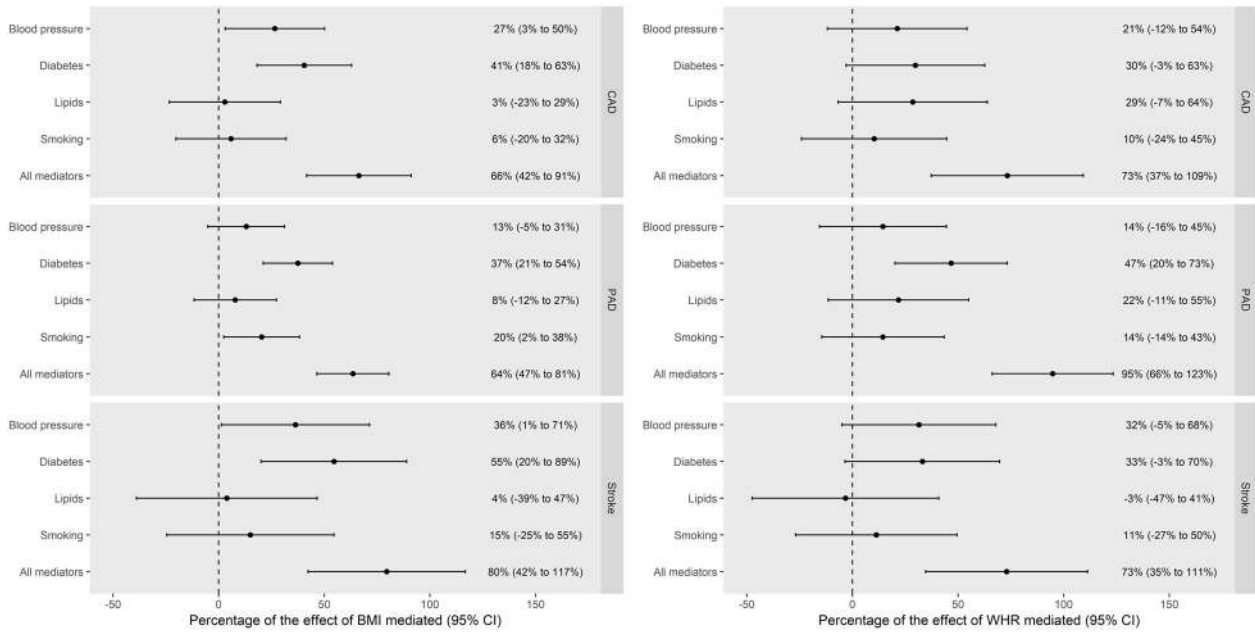 Blood pressure 27% (3% to 50%)
Diabetes 41% (18% to 63%)
Lipids 3% (-23% to 29%)
Smoking 6% (-20% to 32%)
All mediators 66% (42% to 91%)
CAD
Blood pressure 13% (-5% to 31%)
Diabetes 37% (21% to 54%)
Lipids 8% (-12% to 27%)
Smoking 20% (2% to 38%)
All mediators 64% (47% to 81%)
PAD
Blood pressure 36% (1% to 71%)
Diabetes 55% (20% to 89%)
Lipids 4% (-39% to 47%)
Smoking 15% (-25% to 55%)
All mediators 80% (42% to 117%)
Stroke
-50 0 50 100 150
Percentage of the effect of BMI mediated (95% CI)
Blood pressure 21% (-12% to 54%)
Diabetes 30% (-3% to 63%)
Lipids 29% (-7% to 64%)
Smoking 10% (-24% to 45%)
All mediators 73% (37% to 109%)
CAD
Blood pressure 14% (-16% to 45%)
Diabetes 47% (20% to 73%)
Lipids 22% (-11% to 55%)
Smoking 14% (-14% to 43%)
All mediators 95% (66% to 123%)
PAD
Blood pressure 32% (-5% to 68%)
Diabetes 33% (-3% to 70%)
Lipids -3% (-47% to 41%)
Smoking 11% (-27% to 50%)
All mediators 73% (35% to 111%)
Stroke
-50 0 50 100 150
Percentage of the effect of WHR mediated (95% CI)